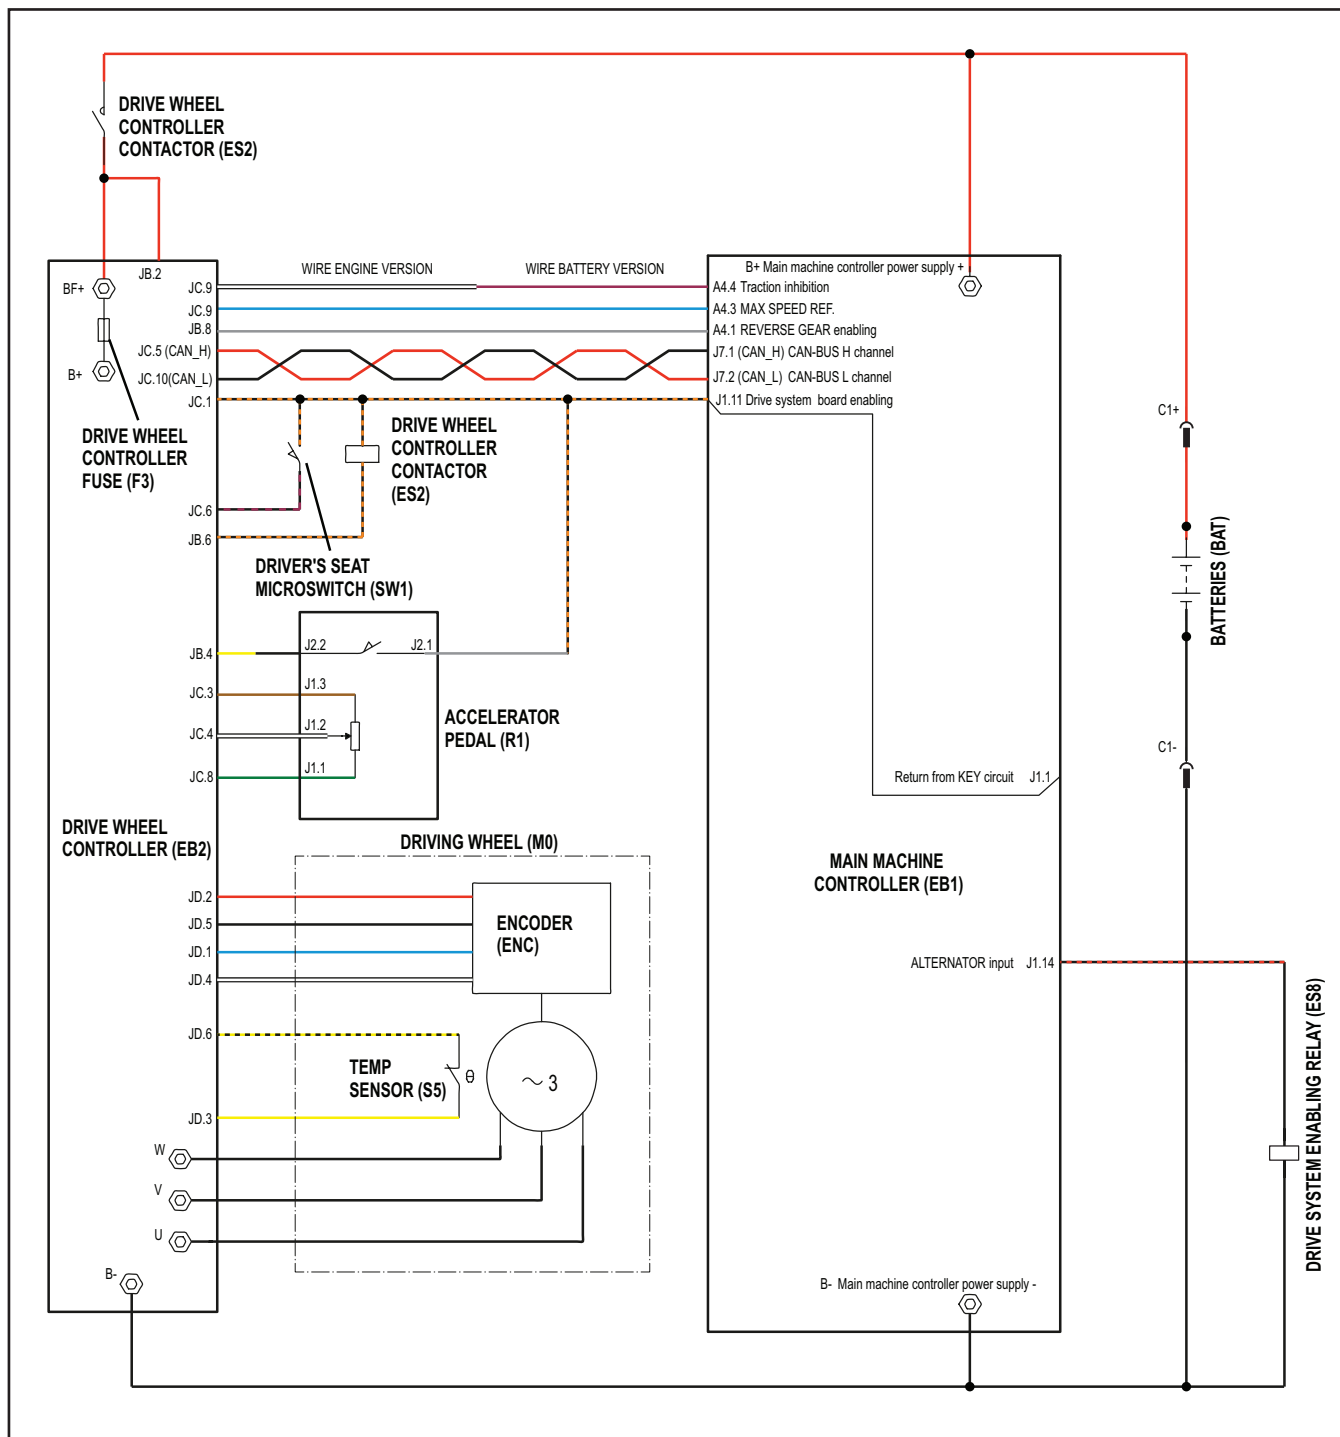 DRIVE WHEEL
CONTROLLER
CONTACTOR (ES2)
JB.2
WIRE ENGINE VERSION
WIRE BATTERY VERSION
B+ Main machine controller power supply +
BF+
JC.9
A4.4 Traction inhibition
JC.9
A4.3 MAX SPEED REF.
JB.8
A4.1 REVERSE GEAR enabling
JC.5 (CAN_H)
J7.1 (CAN_H) CAN-BUS H channel
B+
JC.10(CAN_L)
J7.2 (CAN_L) CAN-BUS L channel
JC.1
J1.11 Drive system board enabling
C1+
DRIVE WHEEL
CONTROLLER
FUSE (F3)
DRIVE WHEEL
CONTROLLER
CONTACTOR
(ES2)
JC.6
JB.6
DRIVER'S SEAT
MICROSWITCH (SW1)
BATTERIES (BAT)
JB.4
J2.2
J2.1
JC.3
J1.3
JC.4
J1.2
ACCELERATOR
PEDAL (R1)
JC.8
J1.1
C1-
Return from KEY circuit J1.1
DRIVE WHEEL
CONTROLLER (EB2)
DRIVING WHEEL (M0)
MAIN MACHINE
CONTROLLER (EB1)
JD.2
JD.5
ENCODER
(ENC)
JD.1
JD.4
ALTERNATOR input J1.14
JD.6
TEMP
SENSOR (S5)
θ
~ 3
JD.3
DRIVE SYSTEM ENABLING RELAY (ES8)
W
V
U
B-
B- Main machine controller power supply -